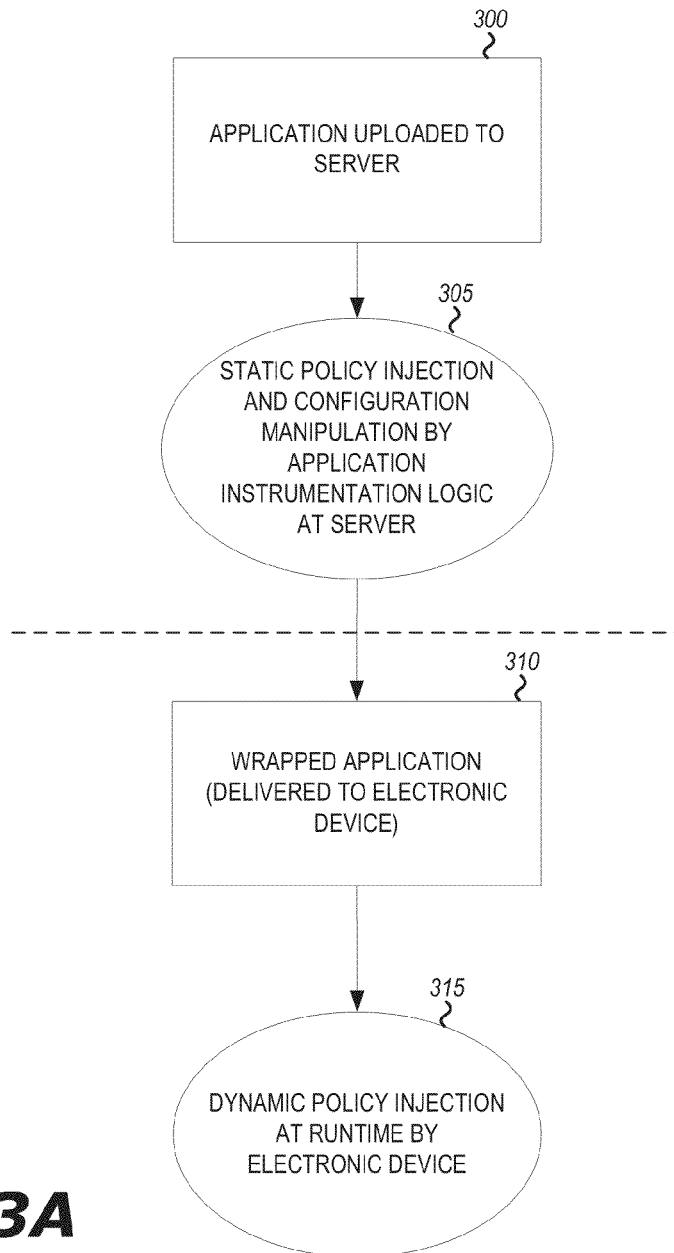 300
APPLICATION UPLOADED TO
SERVER
305
STATIC POLICY INJECTION
AND CONFIGURATION
MANIPULATION BY
APPLICATION
INSTRUMENTATION LOGIC
AT SERVER
310
WRAPPED APPLICATION
(DELIVERED TO ELECTRONIC
DEVICE)
315
DYNAMIC POLICY INJECTION
AT RUNTIME BY
ELECTRONIC DEVICE
3A